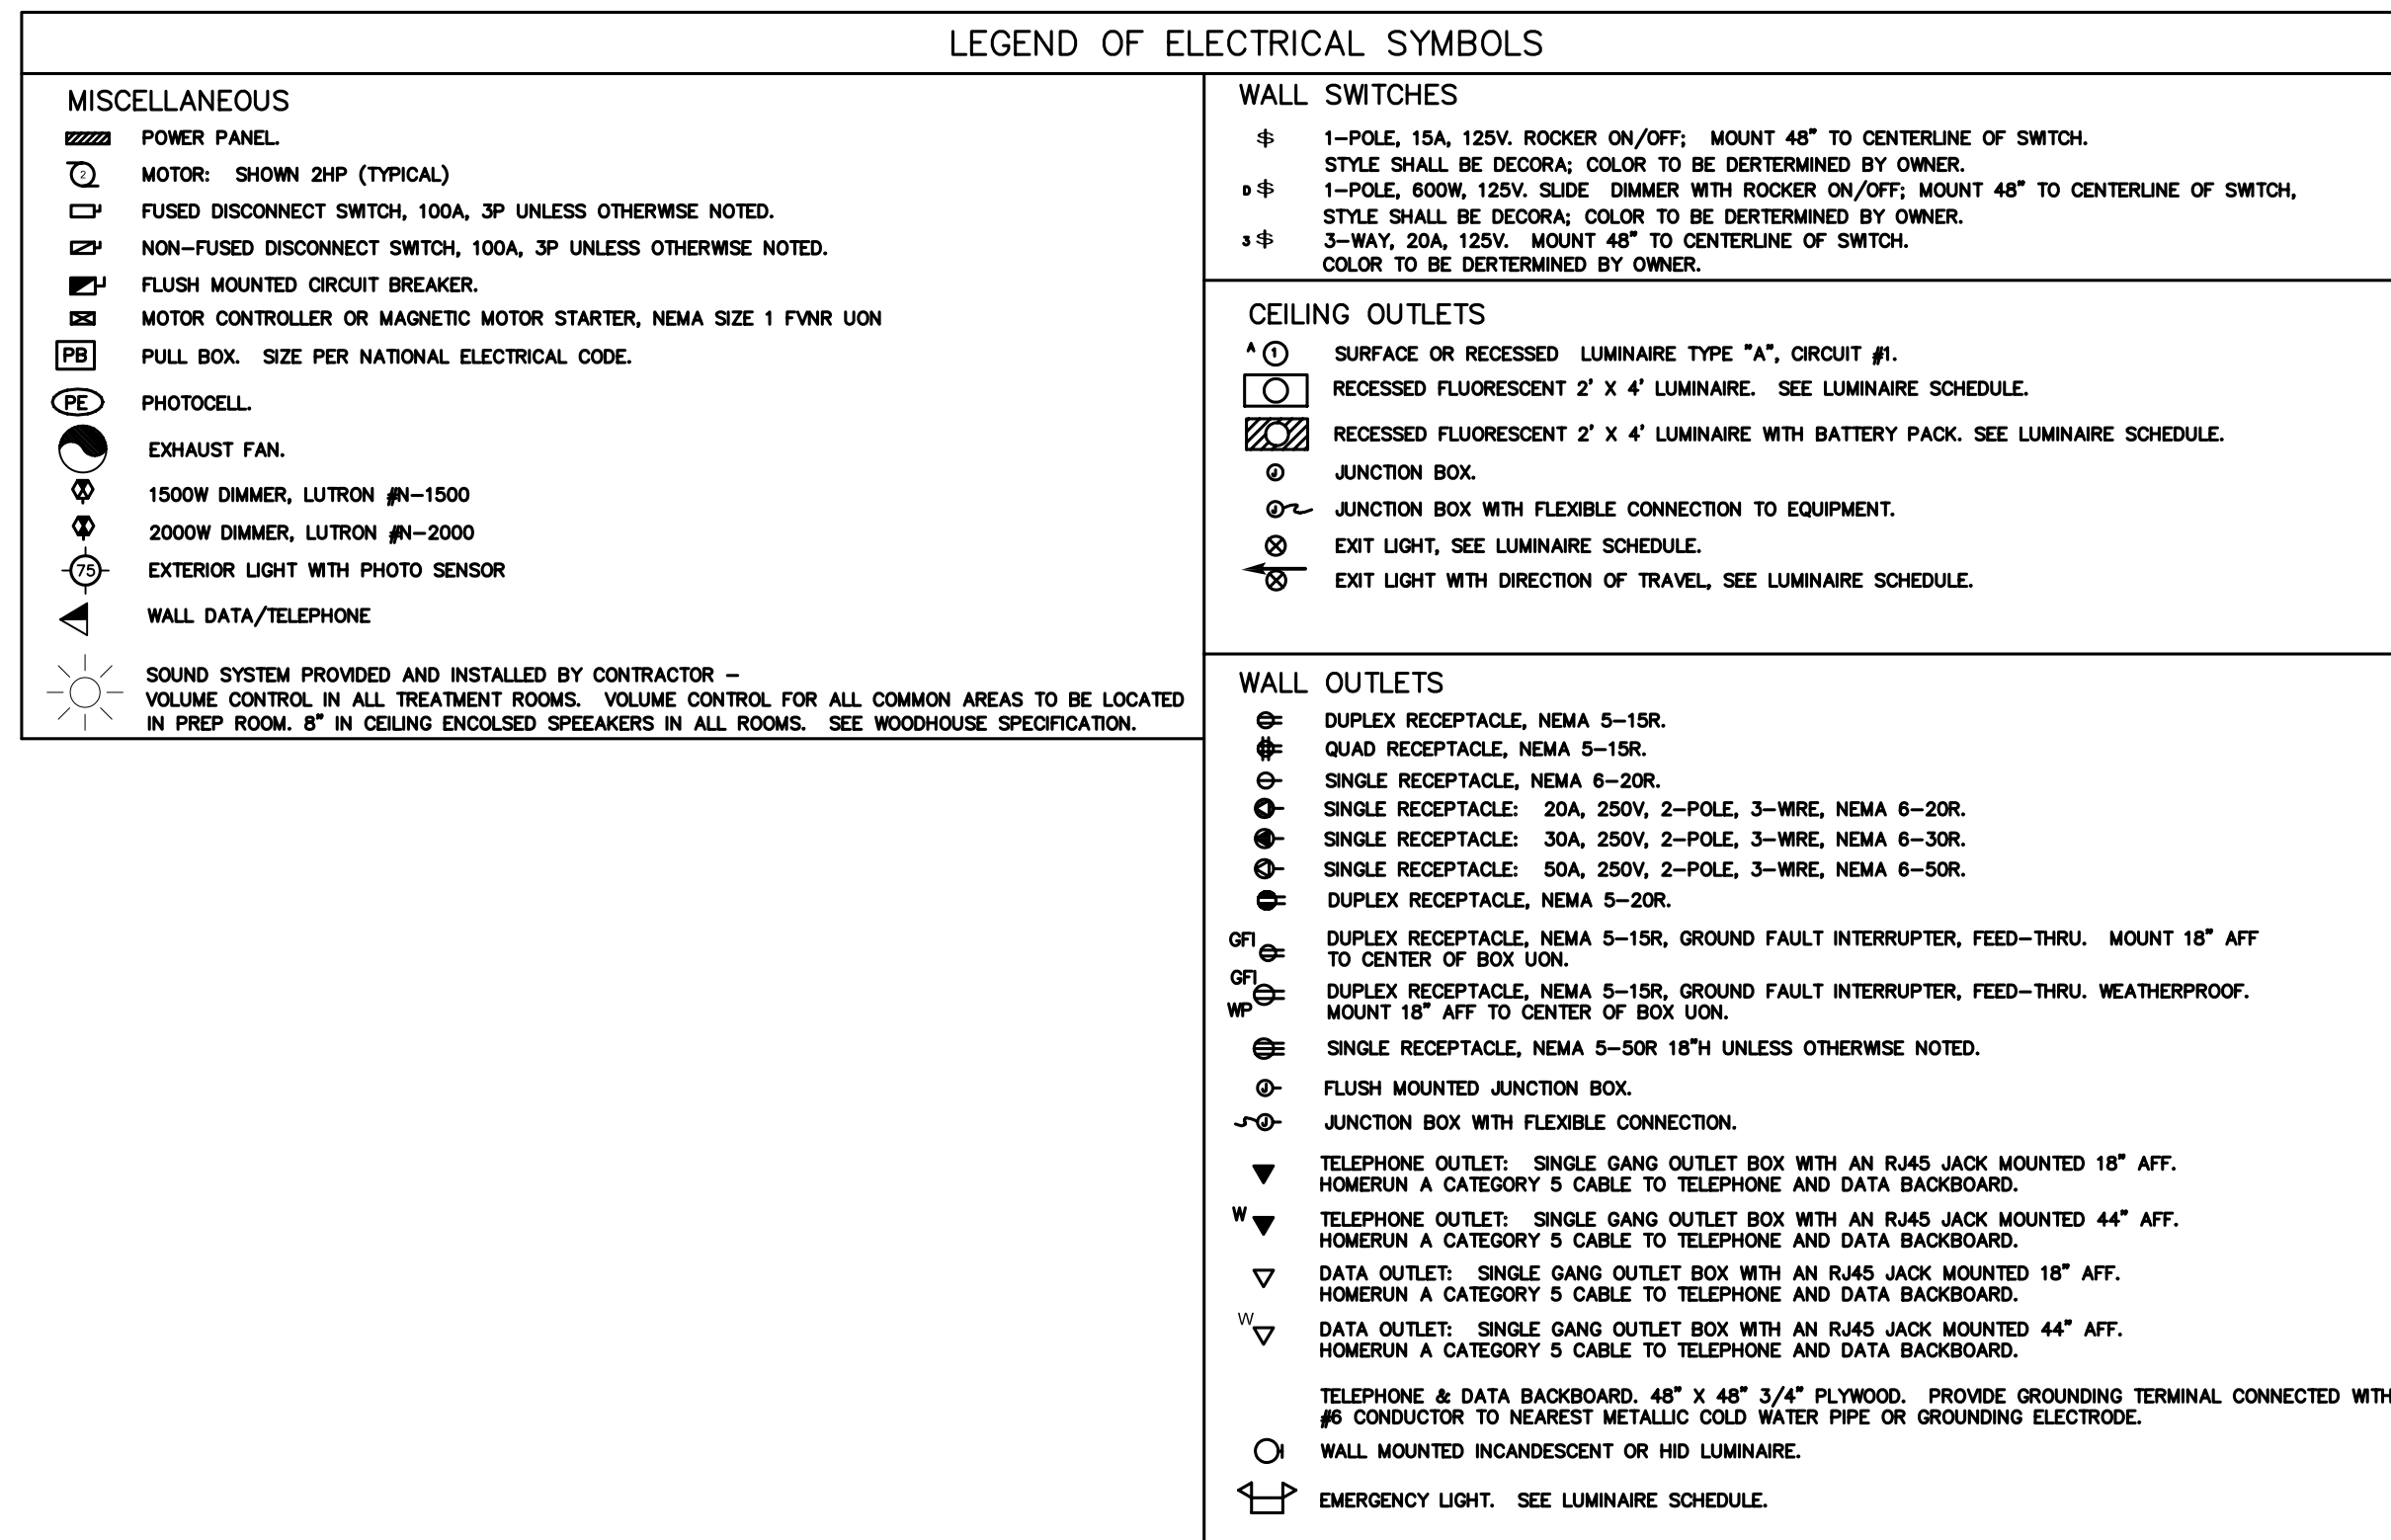 LEGEND OF ELECTRICAL SYMBOLS
MISCELLANEOUS
POWER PANEL.
2 MOTOR: SHOWN 2HP (TYPICAL)
FUSED DISCONNECT SWITCH, 100A, 3P UNLESS OTHERWISE NOTED.
NON-FUSED DISCONNECT SWITCH, 100A, 3P UNLESS OTHERWISE NOTED.
FLUSH MOUNTED CIRCUIT BREAKER.
MOTOR CONTROLLER OR MAGNETIC MOTOR STARTER, NEMA SIZE 1 FVNR UON
PB PULL BOX. SIZE PER NATIONAL ELECTRICAL CODE.
PE PHOTOCELL.
EXHAUST FAN.
1500W DIMMER, LUTRON #N-1500
2000W DIMMER, LUTRON #N-2000
75 EXTERIOR LIGHT WITH PHOTO SENSOR
WALL DATA/TELEPHONE
SOUND SYSTEM PROVIDED AND INSTALLED BY CONTRACTOR -
VOLUME CONTROL IN ALL TREATMENT ROOMS. VOLUME CONTROL FOR ALL COMMON AREAS TO BE LOCATED
IN PREP ROOM. 8" IN CEILING ENCOLSED SPEEAKERS IN ALL ROOMS. SEE WOODHOUSE SPECIFICATION.
WALL SWITCHES
$ 1-POLE, 15A, 125V. ROCKER ON/OFF; MOUNT 48" TO CENTERLINE OF SWITCH.
STYLE SHALL BE DECORA; COLOR TO BE DERTERMINED BY OWNER.
D $ 1-POLE, 600W, 125V. SLIDE DIMMER WITH ROCKER ON/OFF; MOUNT 48" TO CENTERLINE OF SWITCH,
STYLE SHALL BE DECORA; COLOR TO BE DERTERMINED BY OWNER.
3 $ 3-WAY, 20A, 125V. MOUNT 48" TO CENTERLINE OF SWITCH.
COLOR TO BE DERTERMINED BY OWNER.
CEILING OUTLETS
A 1 SURFACE OR RECESSED LUMINAIRE TYPE "A", CIRCUIT #1.
RECESSED FLUORESCENT 2' X 4' LUMINAIRE. SEE LUMINAIRE SCHEDULE.
RECESSED FLUORESCENT 2' X 4' LUMINAIRE WITH BATTERY PACK. SEE LUMINAIRE SCHEDULE.
J JUNCTION BOX.
J JUNCTION BOX WITH FLEXIBLE CONNECTION TO EQUIPMENT.
EXIT LIGHT, SEE LUMINAIRE SCHEDULE.
EXIT LIGHT WITH DIRECTION OF TRAVEL, SEE LUMINAIRE SCHEDULE.
WALL OUTLETS
DUPLEX RECEPTACLE, NEMA 5-15R.
QUAD RECEPTACLE, NEMA 5-15R.
SINGLE RECEPTACLE, NEMA 6-20R.
SINGLE RECEPTACLE: 20A, 250V, 2-POLE, 3-WIRE, NEMA 6-20R.
SINGLE RECEPTACLE: 30A, 250V, 2-POLE, 3-WIRE, NEMA 6-30R.
SINGLE RECEPTACLE: 50A, 250V, 2-POLE, 3-WIRE, NEMA 6-50R.
DUPLEX RECEPTACLE, NEMA 5-20R.
GFI DUPLEX RECEPTACLE, NEMA 5-15R, GROUND FAULT INTERRUPTER, FEED-THRU. MOUNT 18" AFF
TO CENTER OF BOX UON.
GFI
DUPLEX RECEPTACLE, NEMA 5-15R, GROUND FAULT INTERRUPTER, FEED-THRU. WEATHERPROOF.
WP MOUNT 18" AFF TO CENTER OF BOX UON.
SINGLE RECEPTACLE, NEMA 5-50R 18"H UNLESS OTHERWISE NOTED.
J FLUSH MOUNTED JUNCTION BOX.
J JUNCTION BOX WITH FLEXIBLE CONNECTION.
TELEPHONE OUTLET: SINGLE GANG OUTLET BOX WITH AN RJ45 JACK MOUNTED 18" AFF.
HOMERUN A CATEGORY 5 CABLE TO TELEPHONE AND DATA BACKBOARD.
W TELEPHONE OUTLET: SINGLE GANG OUTLET BOX WITH AN RJ45 JACK MOUNTED 44" AFF.
HOMERUN A CATEGORY 5 CABLE TO TELEPHONE AND DATA BACKBOARD.
DATA OUTLET: SINGLE GANG OUTLET BOX WITH AN RJ45 JACK MOUNTED 18" AFF.
HOMERUN A CATEGORY 5 CABLE TO TELEPHONE AND DATA BACKBOARD.
W DATA OUTLET: SINGLE GANG OUTLET BOX WITH AN RJ45 JACK MOUNTED 44" AFF.
HOMERUN A CATEGORY 5 CABLE TO TELEPHONE AND DATA BACKBOARD.
TELEPHONE & DATA BACKBOARD. 48" X 48" 3/4" PLYWOOD. PROVIDE GROUNDING TERMINAL CONNECTED WITH
#6 CONDUCTOR TO NEAREST METALLIC COLD WATER PIPE OR GROUNDING ELECTRODE.
WALL MOUNTED INCANDESCENT OR HID LUMINAIRE.
EMERGENCY LIGHT. SEE LUMINAIRE SCHEDULE.